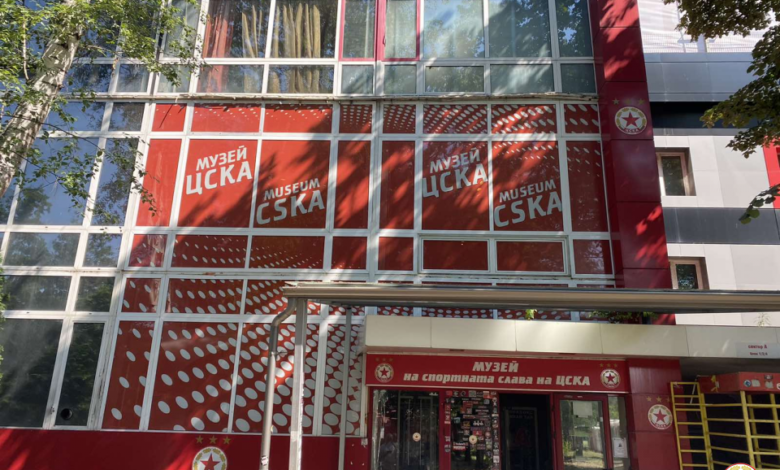 МУЗЕЙ
ЦСКА
MUSEUM
CSKA
МУЗЕЙ
ЦСКА
MUSEUM
CSKA
МУЗЕЙ
на спортната слава на ЦСКА